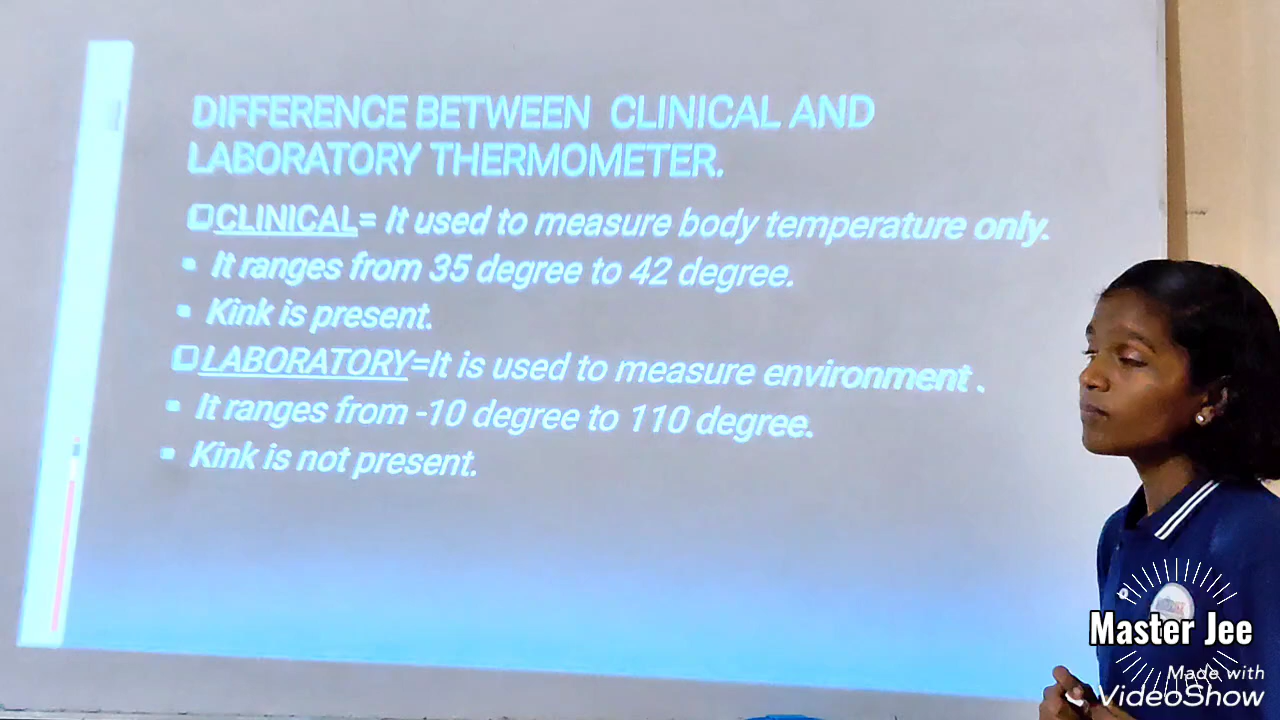 DIFFERENCE BETWEEN CLINICAL AND
LABORATORY THERMOMETER.
CLINICAL= It used to measure body temperature only.
It ranges from 35 degree to 42 degree.
Kink is present.
LABORATORY=It is used to measure environment .
It ranges from -10 degree to 110 degree.
Kink is not present.
Master Jee
Made with
VideoShow